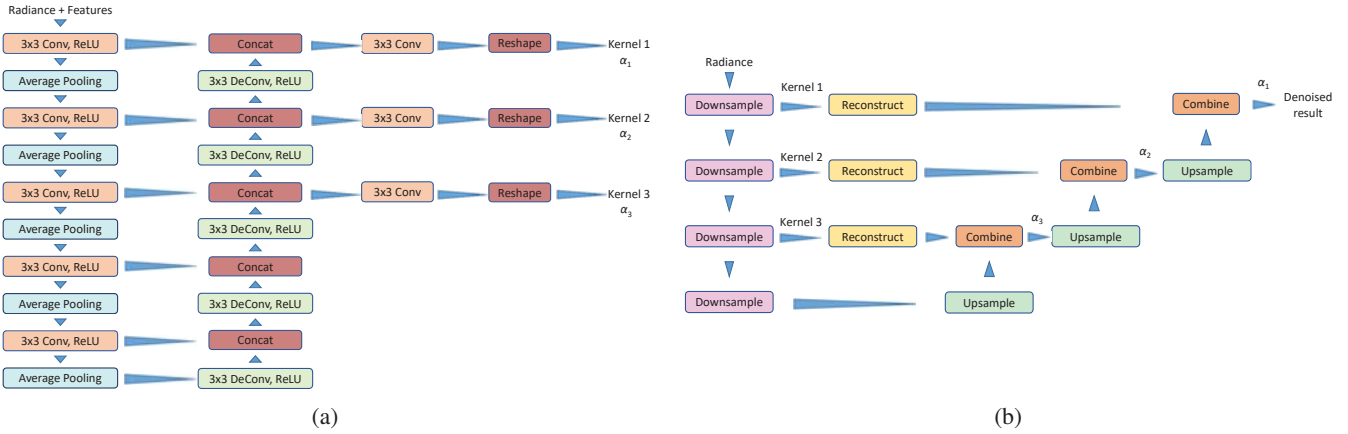 Radiance + Features
3x3 Conv, ReLU
Concat
3x3 Conv
Reshape
Kernel 1
α1
Average Pooling
3x3 DeConv, ReLU
3x3 Conv, ReLU
Concat
3x3 Conv
Reshape
Kernel 2
α2
Average Pooling
3x3 DeConv, ReLU
3x3 Conv, ReLU
Concat
3x3 Conv
Reshape
Kernel 3
α3
Average Pooling
3x3 DeConv, ReLU
3x3 Conv, ReLU
Concat
Average Pooling
3x3 DeConv, ReLU
3x3 Conv, ReLU
Concat
Average Pooling
3x3 DeConv, ReLU
(a)
Radiance
Downsample
Kernel 1
Reconstruct
Combine
α1
Denoised
result
Downsample
Kernel 2
Reconstruct
Combine
α2
Upsample
Downsample
Kernel 3
Reconstruct
Combine
α3
Upsample
Downsample
Upsample
(b)